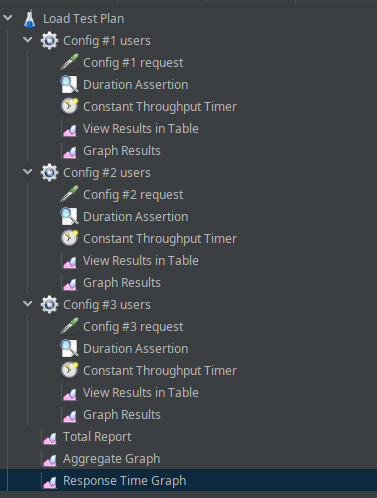 Load Test Plan
Config #1 users
Config #1 request
Duration Assertion
Constant Throughput Timer
View Results in Table
Graph Results
Config #2 users
Config #2 request
Duration Assertion
Constant Throughput Timer
View Results in Table
Graph Results
Config #3 users
Config #3 request
Duration Assertion
Constant Throughput Timer
View Results in Table
Graph Results
Total Report
Aggregate Graph
Response Time Graph